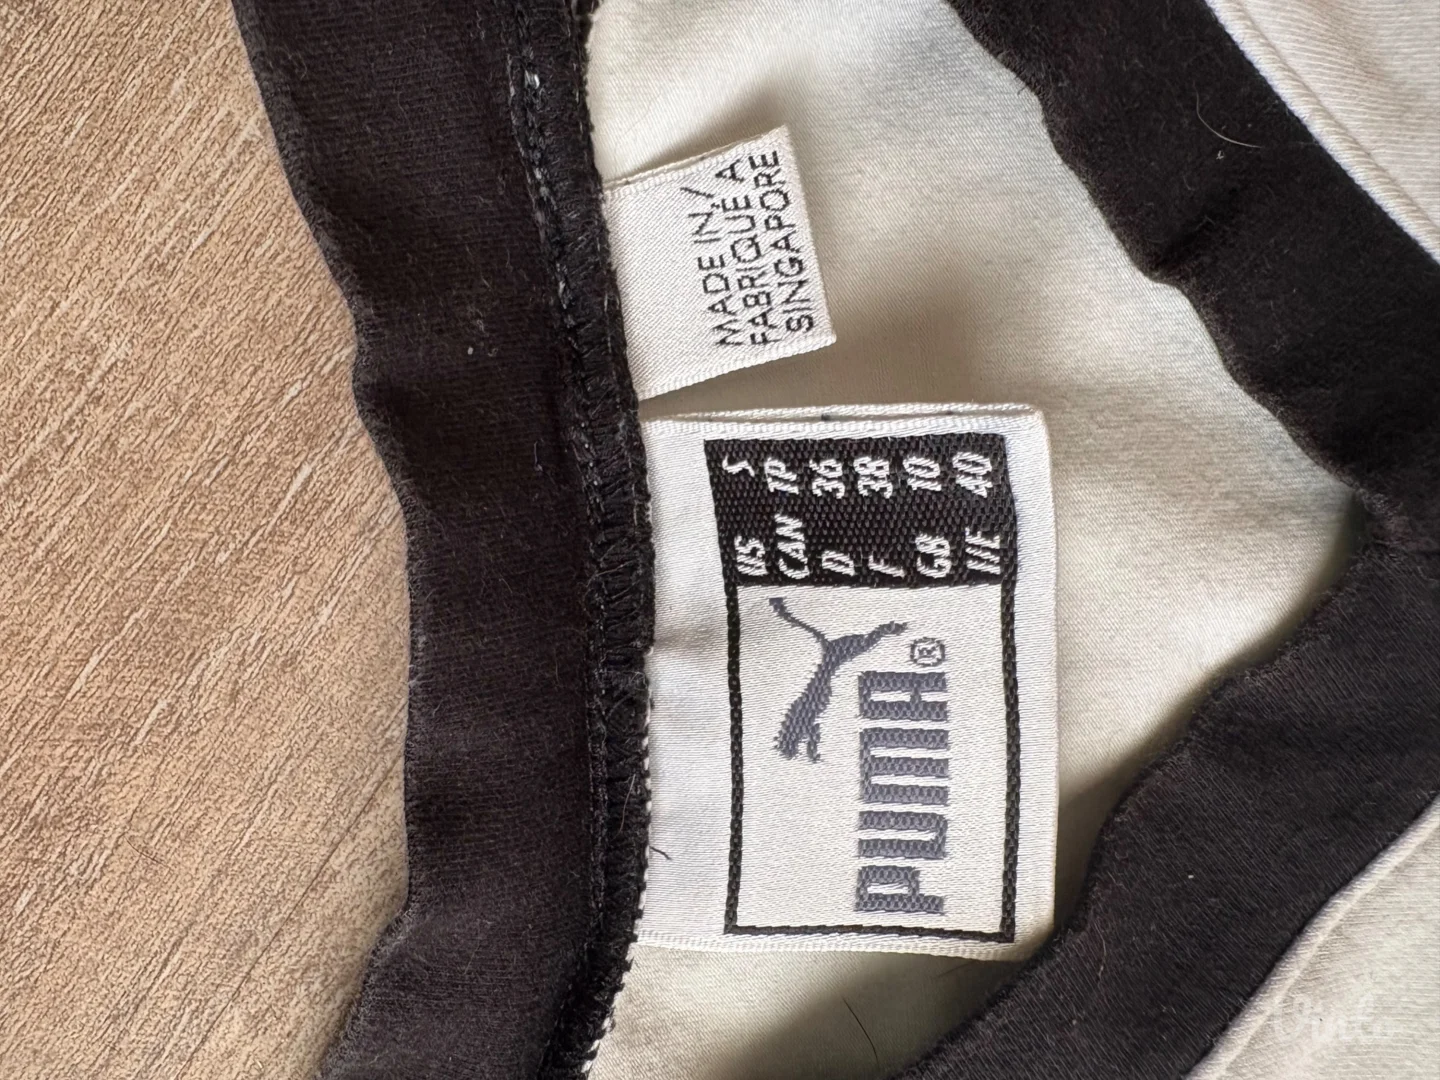 MADE IN/
FABRIQUÉ A
SINGAPORE
US S
CAN TP
D 36
F 38
GB 10
I/E 40
PUMA®